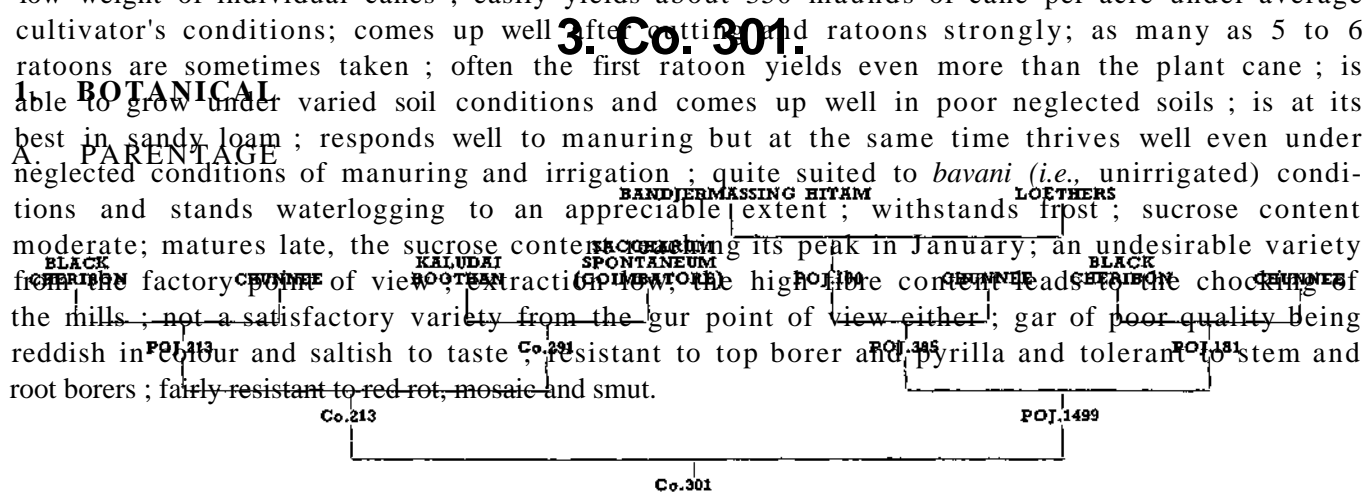 low weight of individual canes ; easily yields about 350 maunds of cane per acre under average
cultivator's conditions; comes up well after cutting and ratoons strongly; as many as 5 to 6
ratoons are sometimes taken ; often the first ratoon yields even more than the plant cane ; is
able to grow under varied soil conditions and comes up well in poor neglected soils ; is at its
best in sandy loam ; responds well to manuring but at the same time thrives well even under
neglected conditions of manuring and irrigation ; quite suited to bavani (i.e., unirrigated) condi-
tions and stands waterlogging to an appreciable extent ; withstands frost ; sucrose content
moderate; matures late, the sucrose content reaching its peak in January; an undesirable variety
from the factory point of view ; extraction low, the high fibre content leads to the chocking of
the mills ; not a satisfactory variety from the gur point of view either ; gar of poor quality being
reddish in colour and saltish to taste ; resistant to top borer and pyrilla and tolerant to stem and
root borers ; fairly resistant to red rot, mosaic and smut.
3. Co. 301.
1. BOTANICAL
A. PARENTAGE
BANDJERMASSING HITAM LOETHERS
BLACK CHERIBON CHUNNEE KALUDAI BOOTHAN SACCHARUM SPONTANEUM (COIMBATORE) POJ.100 CHUNNEE BLACK CHERIBON CHUNNEE
POJ.213 Co.291 POJ.385 POJ.181
Co.213 POJ.1499
Co.301